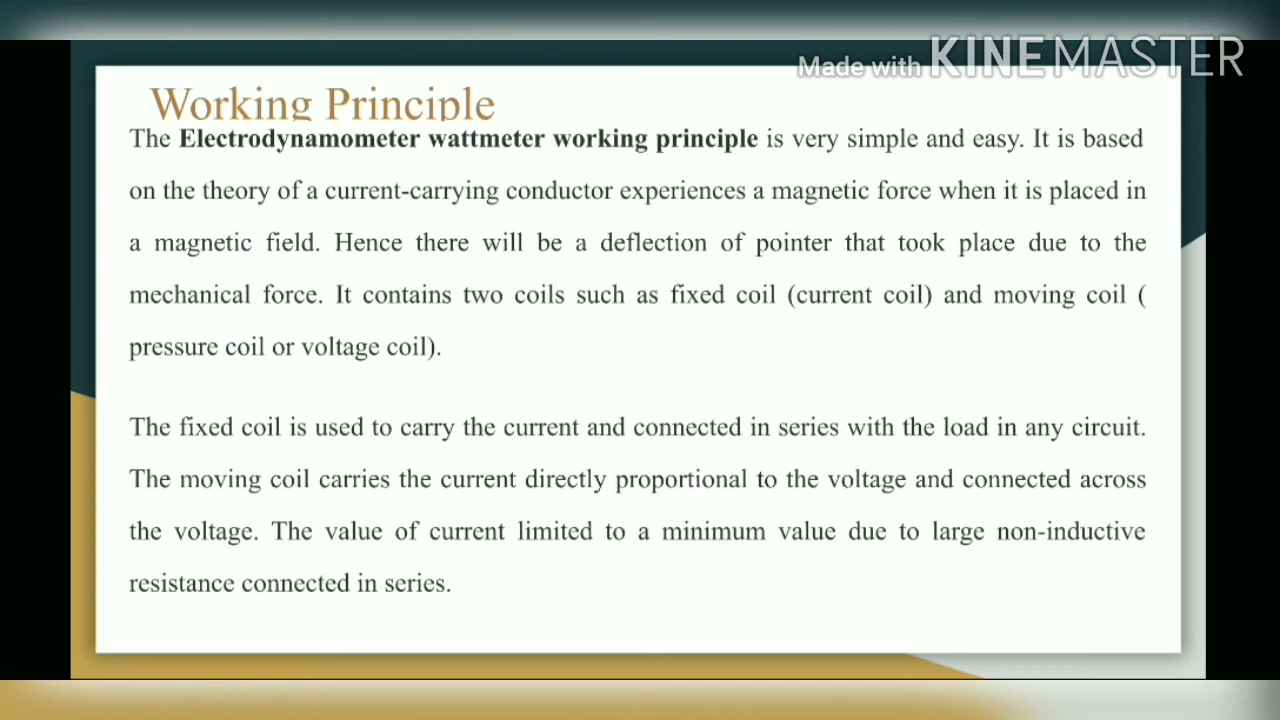 Made with KINEMASTER
Working Principle
The Electrodynamometer wattmeter working principle is very simple and easy. It is based
on the theory of a current-carrying conductor experiences a magnetic force when it is placed in
a magnetic field. Hence there will be a deflection of pointer that took place due to the
mechanical force. It contains two coils such as fixed coil (current coil) and moving coil (
pressure coil or voltage coil).
The fixed coil is used to carry the current and connected in series with the load in any circuit.
The moving coil carries the current directly proportional to the voltage and connected across
the voltage. The value of current limited to a minimum value due to large non-inductive
resistance connected in series.